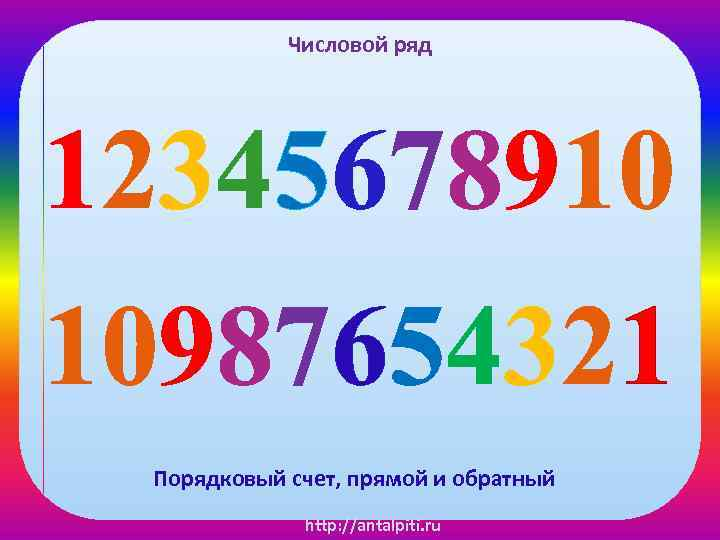 Числовой ряд
12345678910
10987654321
Порядковый счет, прямой и обратный
http://antalpiti.ru